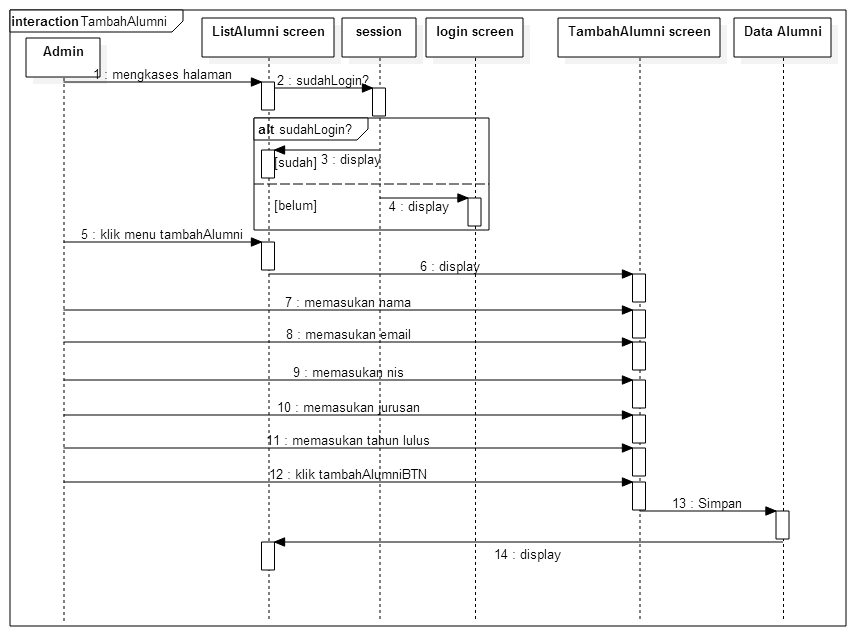 interaction TambahAlumni
Admin
ListAlumni screen
session
login screen
TambahAlumni screen
Data Alumni
1 : mengkases halaman
2 : sudahLogin?
alt sudahLogin?
[sudah]
3 : display
[belum]
4 : display
5 : klik menu tambahAlumni
6 : display
7 : memasukan nama
8 : memasukan email
9 : memasukan nis
10 : memasukan jurusan
11 : memasukan tahun lulus
12 : klik tambahAlumniBTN
13 : Simpan
14 : display